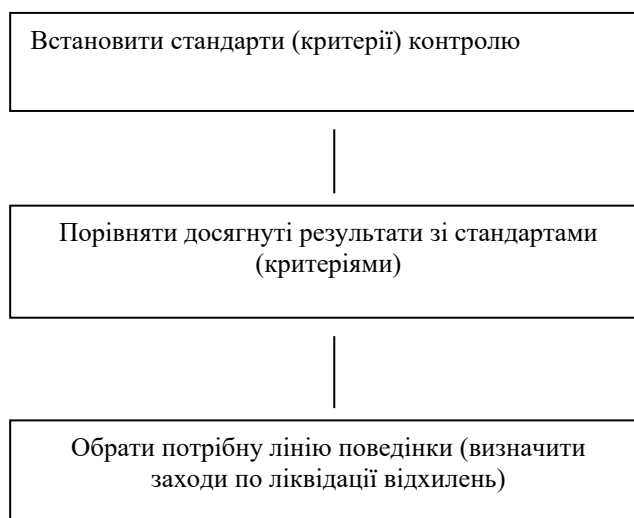 Встановити стандарти (критерії) контролю
Порівняти досягнуті результати зі стандартами
(критеріями)
Обрати потрібну лінію поведінки (визначити
заходи по ліквідації відхилень)